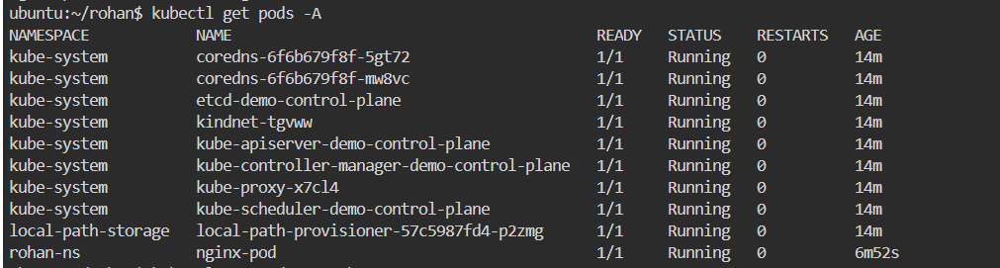 ubuntu:~/rohan$ kubectl get pods -A
NAMESPACE NAME READY STATUS RESTARTS AGE
kube-system coredns-6f6b679f8f-5gt72 1/1 Running 0 14m
kube-system coredns-6f6b679f8f-mw8vc 1/1 Running 0 14m
kube-system etcd-demo-control-plane 1/1 Running 0 14m
kube-system kindnet-tgvww 1/1 Running 0 14m
kube-system kube-apiserver-demo-control-plane 1/1 Running 0 14m
kube-system kube-controller-manager-demo-control-plane 1/1 Running 0 14m
kube-system kube-proxy-x7cl4 1/1 Running 0 14m
kube-system kube-scheduler-demo-control-plane 1/1 Running 0 14m
local-path-storage local-path-provisioner-57c5987fd4-p2zmg 1/1 Running 0 14m
rohan-ns nginx-pod 1/1 Running 0 6m52s